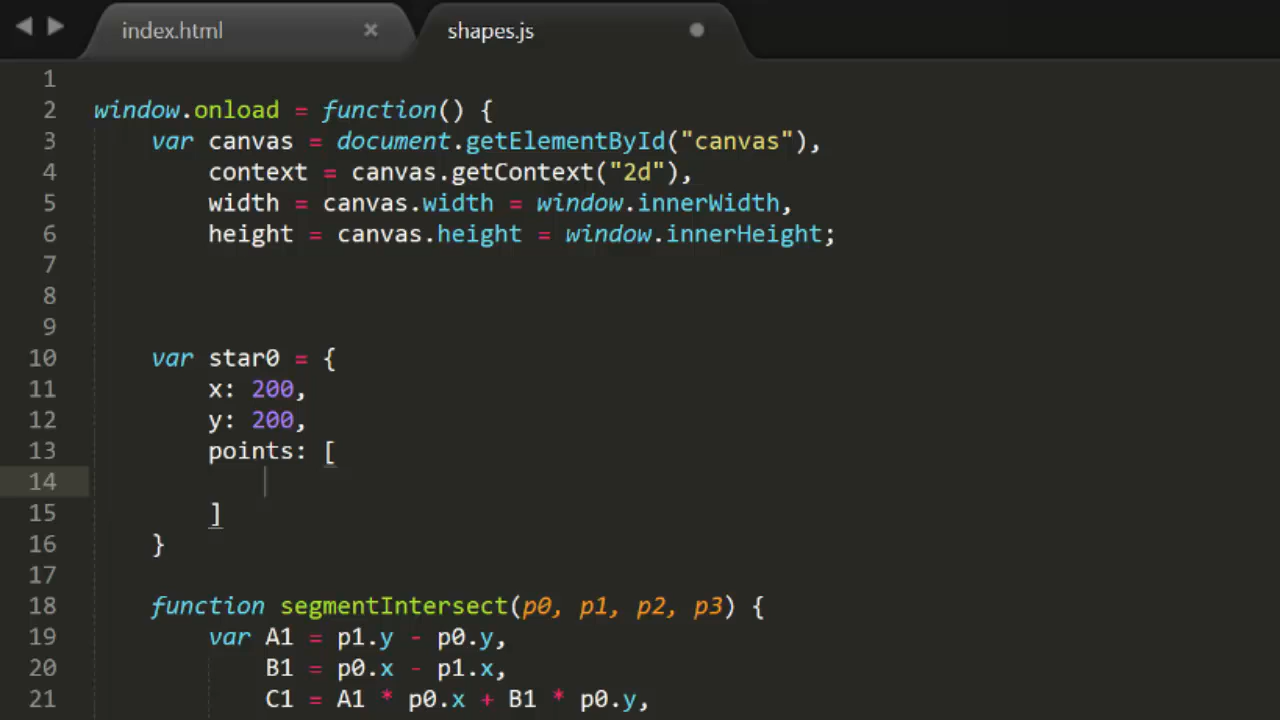 index.html
shapes.js
1
2 window.onload = function() {
3 var canvas = document.getElementById("canvas"),
4 context = canvas.getContext("2d"),
5 width = canvas.width = window.innerWidth,
6 height = canvas.height = window.innerHeight;
7
8
9
10 var star0 = {
11 x: 200,
12 y: 200,
13 points: [
14
15 ]
16 }
17
18 function segmentIntersect(p0, p1, p2, p3) {
19 var A1 = p1.y - p0.y,
20 B1 = p0.x - p1.x,
21 C1 = A1 * p0.x + B1 * p0.y,